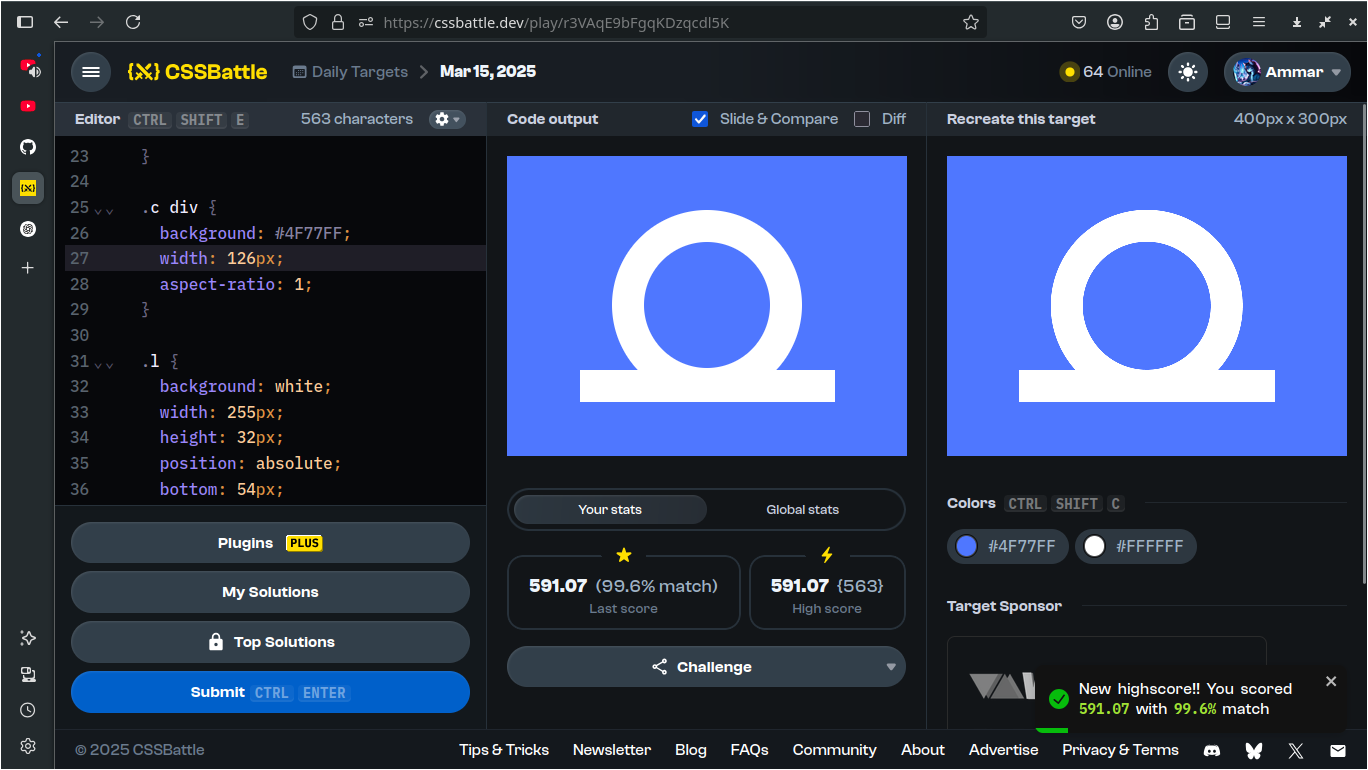 https://cssbattle.dev/play/r3VAqE9bFgqKDzqcdl5K
{X} CSSBattle Daily Targets Mar 15, 2025 64 Online Ammar
Editor CTRL SHIFT E 563 characters
Code output Slide & Compare Diff
Recreate this target 400px x 300px
23 }
24
25 .c div {
26 background: #4F77FF;
27 width: 126px;
28 aspect-ratio: 1;
29 }
30
31 .l {
32 background: white;
33 width: 255px;
34 height: 32px;
35 position: absolute;
36 bottom: 54px;
Plugins PLUS
My Solutions
Top Solutions
Submit CTRL ENTER
Your stats Global stats
591.07 (99.6% match)
Last score
591.07 {563}
High score
Challenge
Colors CTRL SHIFT C
#4F77FF #FFFFFF
Target Sponsor
New highscore!! You scored
591.07 with 99.6% match
© 2025 CSSBattle Tips & Tricks Newsletter Blog FAQs Community About Advertise Privacy & Terms